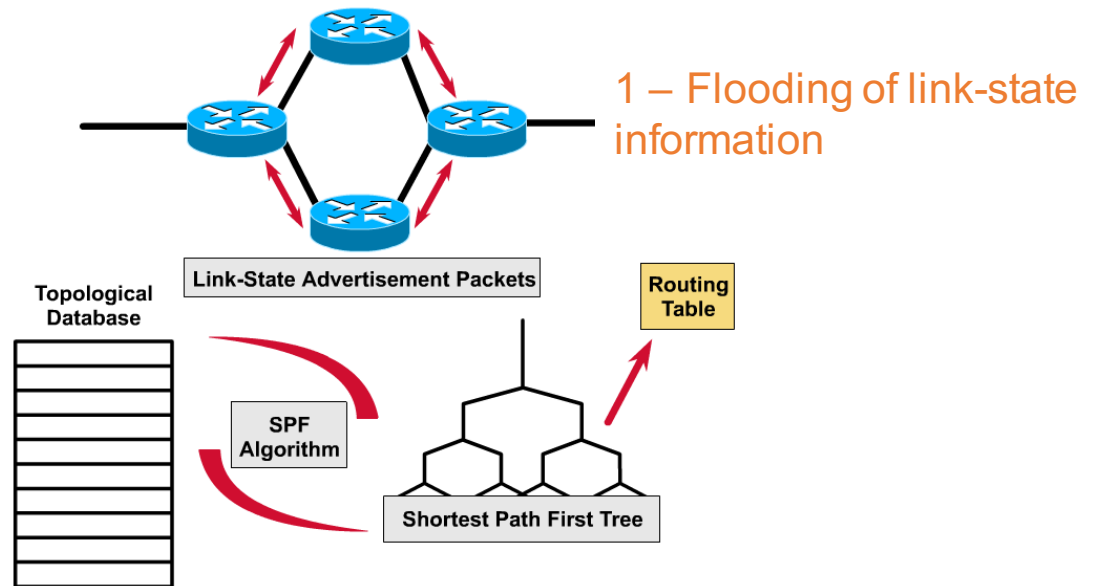 1 – Flooding of link-state
information
Link-State Advertisement Packets
Topological
Database
Routing
Table
SPF
Algorithm
Shortest Path First Tree